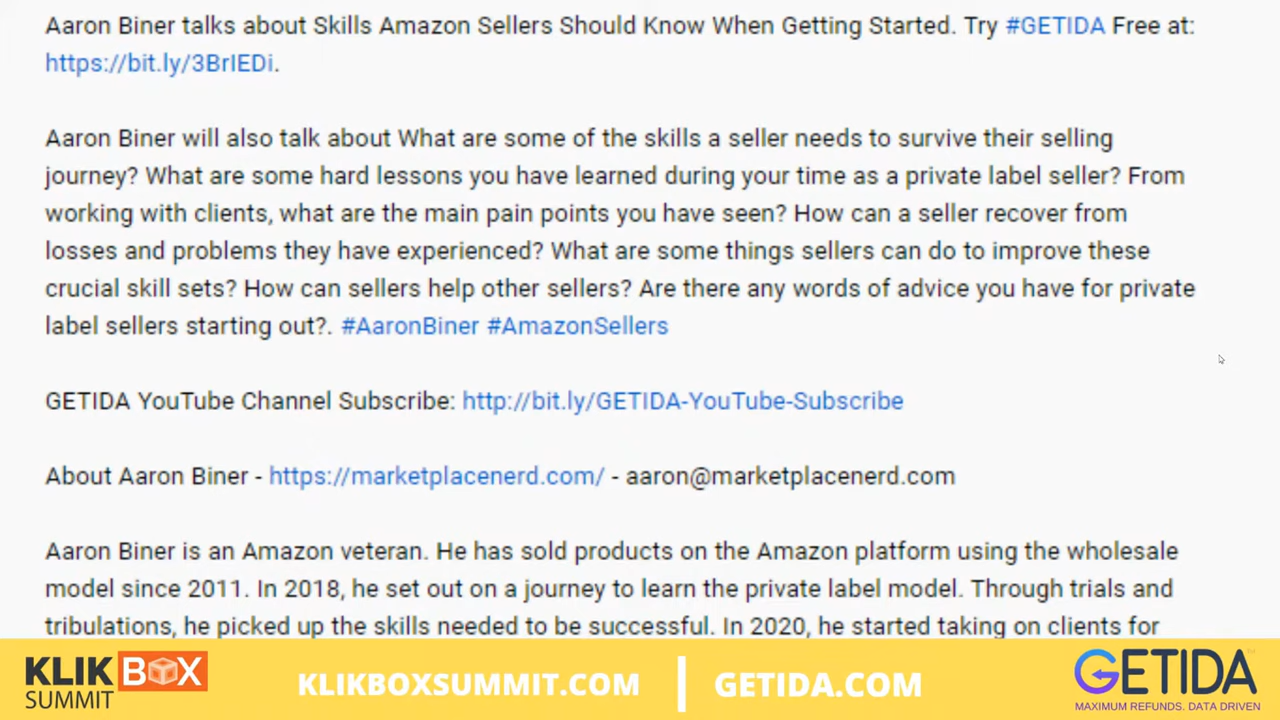 Aaron Biner talks about Skills Amazon Sellers Should Know When Getting Started. Try #GETIDA Free at:
https://bit.ly/3BrIEDi.
Aaron Biner will also talk about What are some of the skills a seller needs to survive their selling
journey? What are some hard lessons you have learned during your time as a private label seller? From
working with clients, what are the main pain points you have seen? How can a seller recover from
losses and problems they have experienced? What are some things sellers can do to improve these
crucial skill sets? How can sellers help other sellers? Are there any words of advice you have for private
label sellers starting out?. #AaronBiner #AmazonSellers
GETIDA YouTube Channel Subscribe: http://bit.ly/GETIDA-YouTube-Subscribe
About Aaron Biner - https://marketplacenerd.com/ - aaron@marketplacenerd.com
Aaron Biner is an Amazon veteran. He has sold products on the Amazon platform using the wholesale
model since 2011. In 2018, he set out on a journey to learn the private label model. Through trials and
tribulations, he picked up the skills needed to be successful. In 2020, he started taking on clients for
KLIKBOX
SUMMIT
KLIKBOXSUMMIT.COM | GETIDA.COM
GETIDA
MAXIMUM REFUNDS. DATA DRIVEN